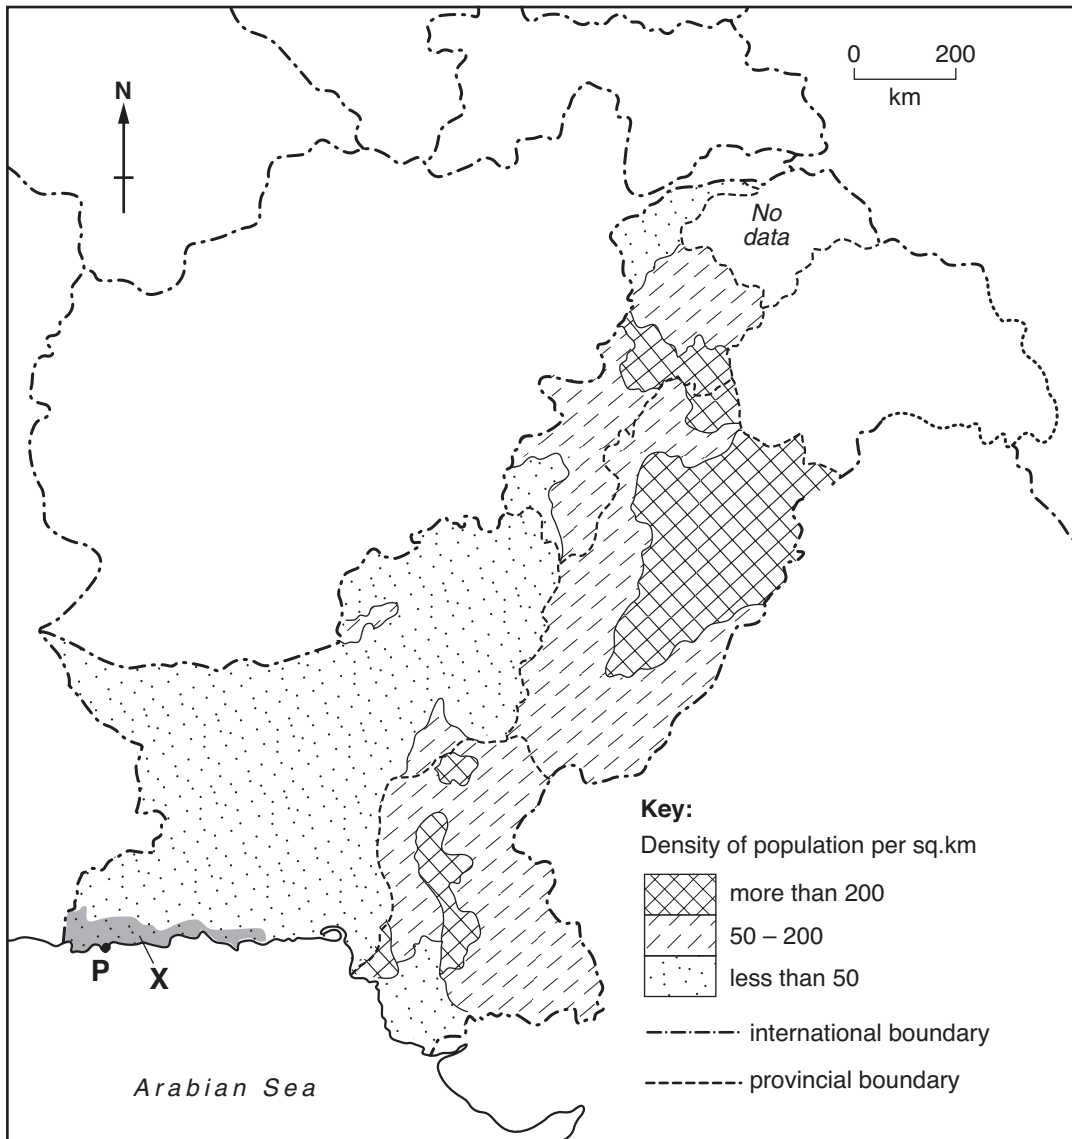 0 200
km
N
No
data
Key:
Density of population per sq.km
more than 200
50 – 200
less than 50
P
X
international boundary
provincial boundary
Arabian Sea